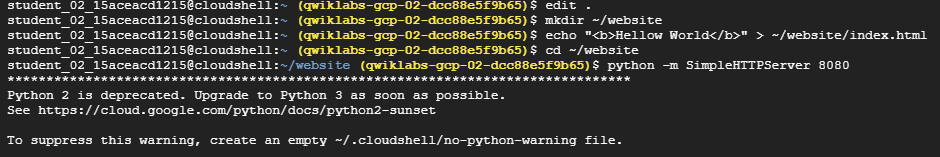 student_02_15aceacd1215@cloudshell:~ (qwiklabs-gcp-02-dcc88e5f9b65)$ edit .
student_02_15aceacd1215@cloudshell:~ (qwiklabs-gcp-02-dcc88e5f9b65)$ mkdir ~/website
student_02_15aceacd1215@cloudshell:~ (qwiklabs-gcp-02-dcc88e5f9b65)$ echo "<b>Hellow World</b>" > ~/website/index.html
student_02_15aceacd1215@cloudshell:~ (qwiklabs-gcp-02-dcc88e5f9b65)$ cd ~/website
student_02_15aceacd1215@cloudshell:~/website (qwiklabs-gcp-02-dcc88e5f9b65)$ python -m SimpleHTTPServer 8080
********************************************************************************
Python 2 is deprecated. Upgrade to Python 3 as soon as possible.
See https://cloud.google.com/python/docs/python2-sunset
To suppress this warning, create an empty ~/.cloudshell/no-python-warning file.